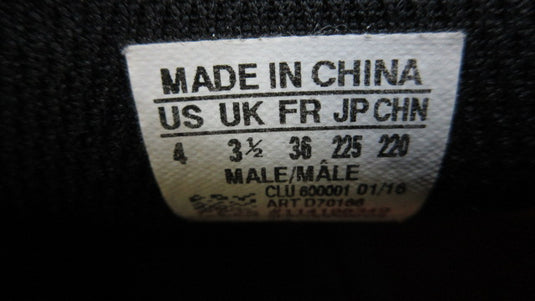 MADE IN CHINA
US UK FR JP CHN
4 3½ 36 225 220
MALE/MÂLE
CLU 600001 01/16
ART D70166